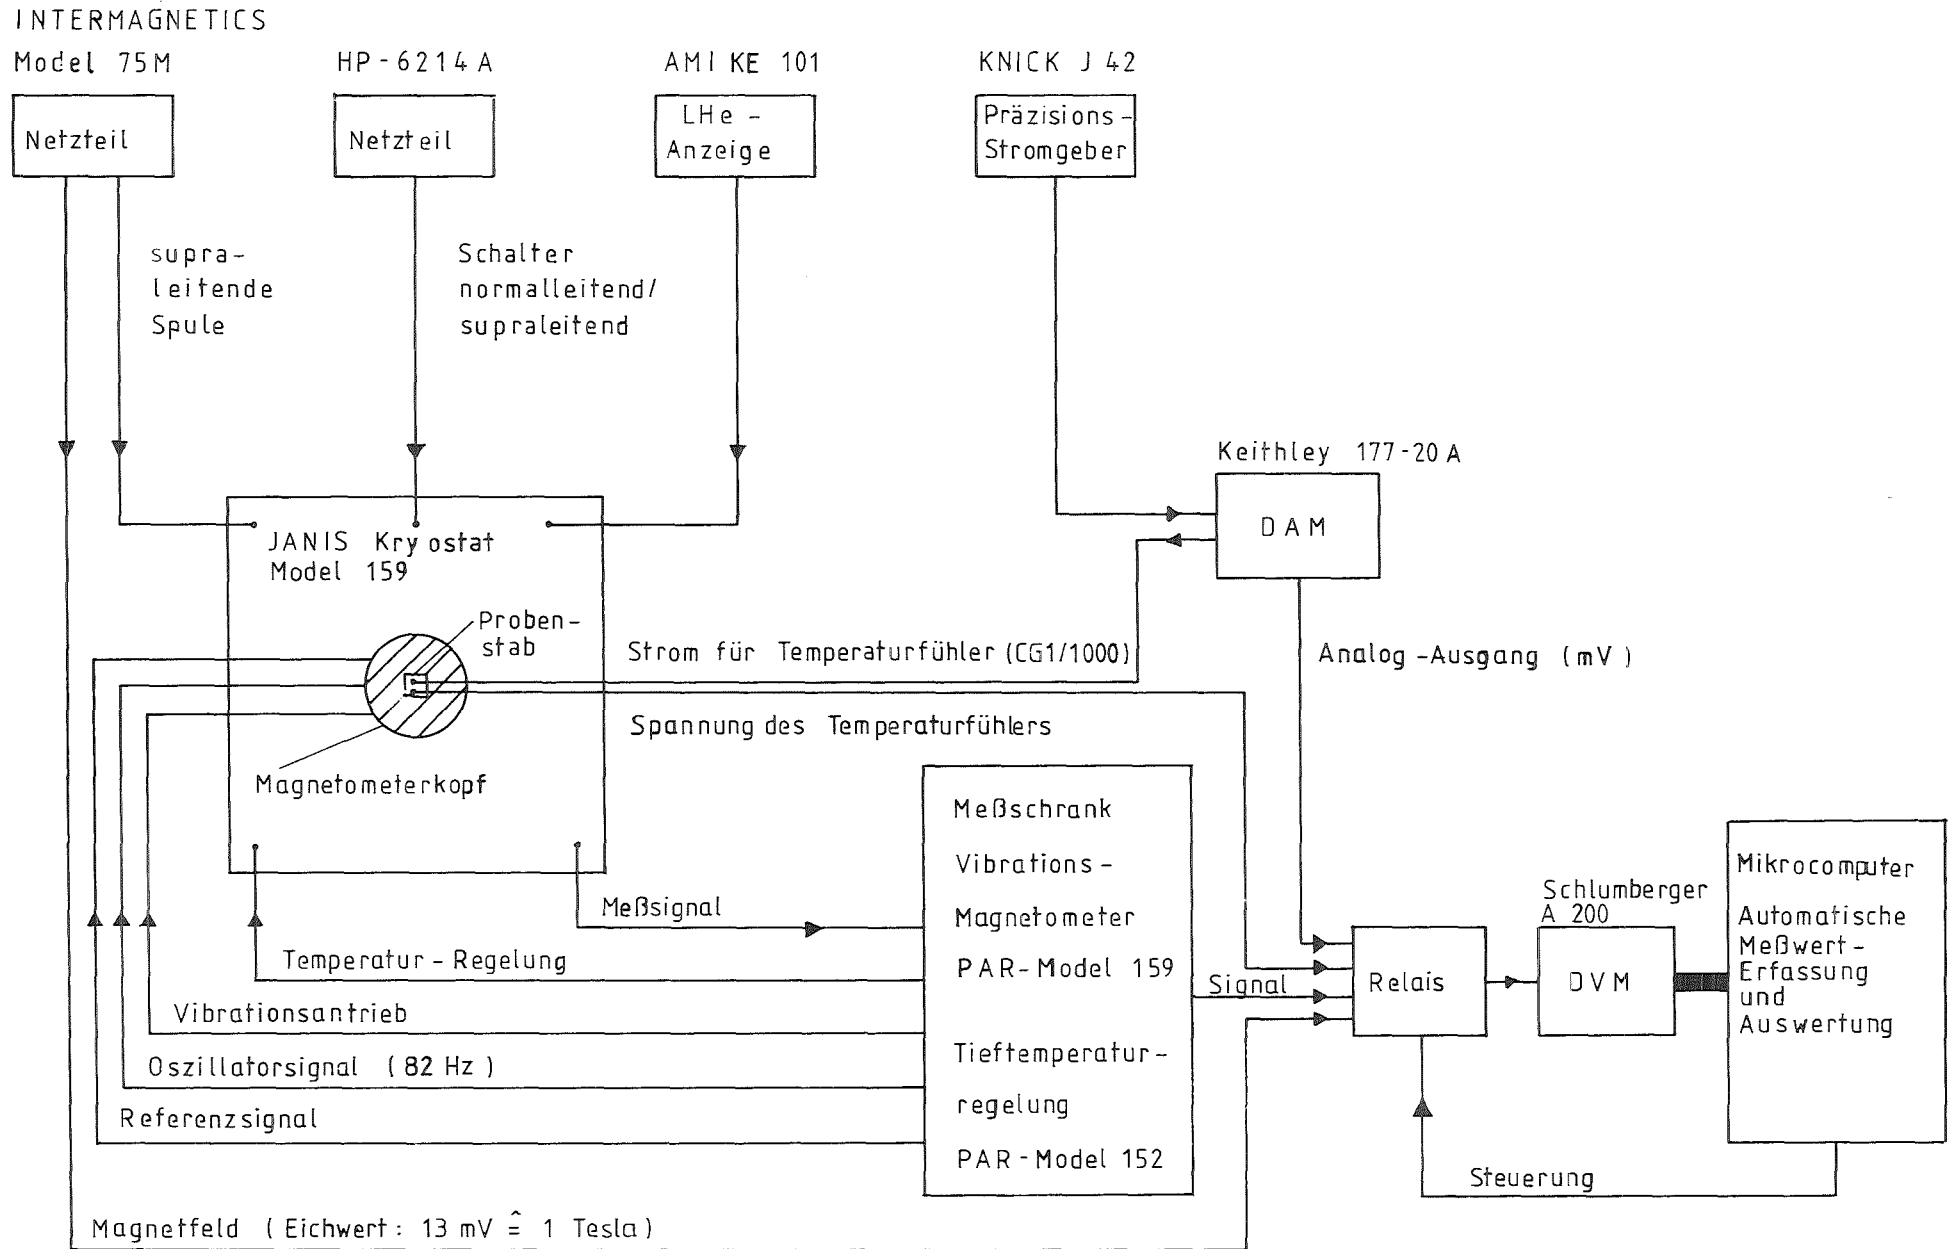 INTERMAGNETICS
Model 75M
HP-6214 A
AMI KE 101
KNICK J 42
Netzteil
Netzteil
LHe -
Anzeige
Präzisions-
Stromgeber
supra-
leitende
Spule
Schalter
normalleitend/
supraleitend
Keithley 177-20 A
DAM
JANIS Kryostat
Model 159
Proben-
stab
Strom für Temperaturfühler (CG1/1000)
Analog-Ausgang (mV)
Spannung des Temperaturfühlers
Magnetometerkopf
Meßschrank
Vibrations-
Magnetometer
PAR-Model 159
Tieftemperatur-
regelung
PAR-Model 152
Meßsignal
Temperatur-Regelung
Vibrationsantrieb
Oszillatorsignal (82 Hz)
Referenzsignal
Signal
Relais
Schlumberger
A 200
DVM
Mikrocomputer
Automatische
Meßwert-
Erfassung
und
Auswertung
Steuerung
Magnetfeld (Eichwert: 13 mV ≙ 1 Tesla)